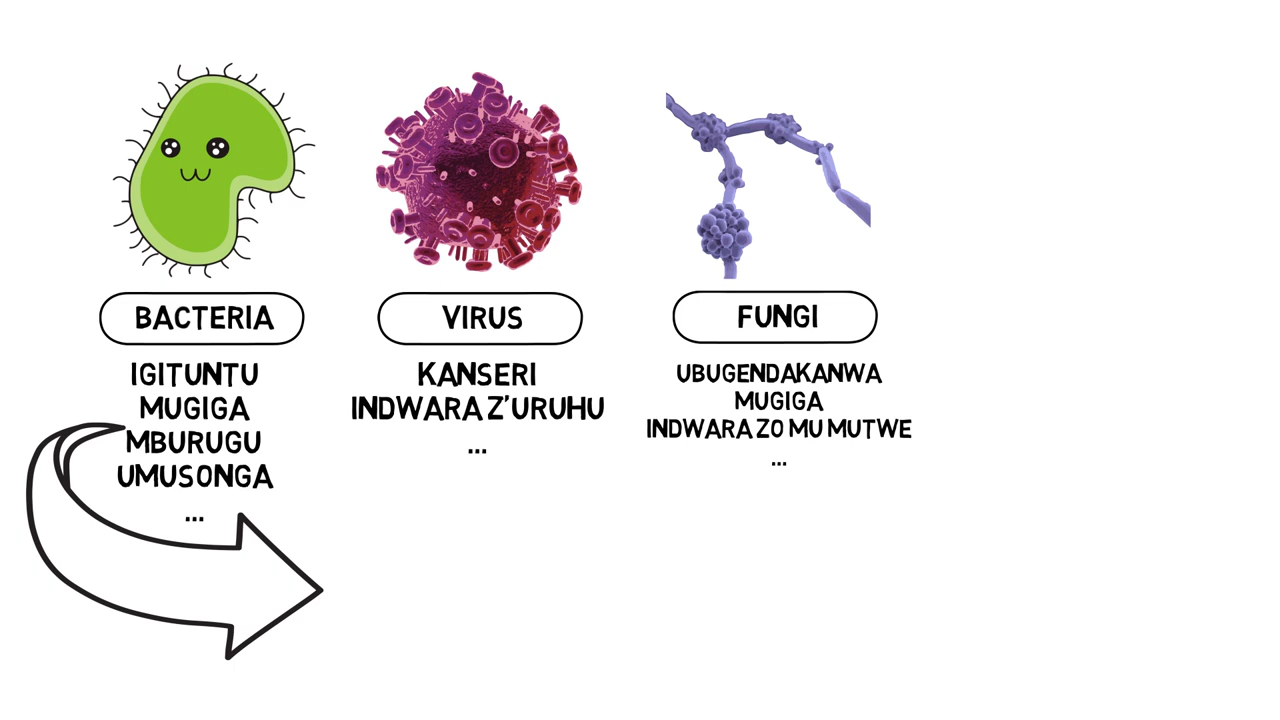 BACTERIA
IGITUNTU
MUGIGA
MBURUGU
UMUSONGA
...
VIRUS
KANSERI
INDWARA Z'URUHU
...
FUNGI
UBUGENDAKANWA
MUGIGA
INDWARA ZO MU MUTWE
...